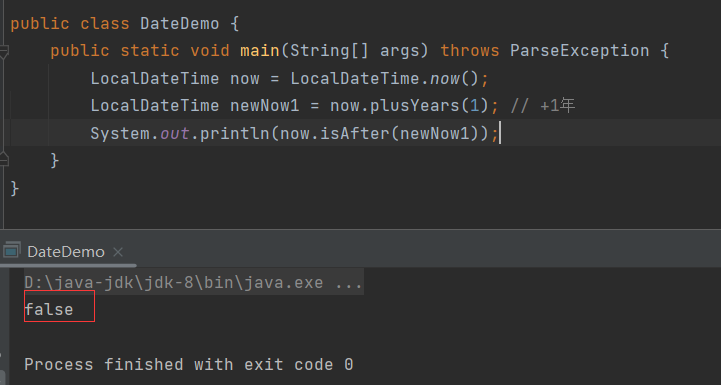 public class DateDemo {
public static void main(String[] args) throws ParseException {
LocalDateTime now = LocalDateTime.now();
LocalDateTime newNow1 = now.plusYears(1); // +1年
System.out.println(now.isAfter(newNow1));
}
}
DateDemo ×
D:\java-jdk\jdk-8\bin\java.exe ...
false
Process finished with exit code 0